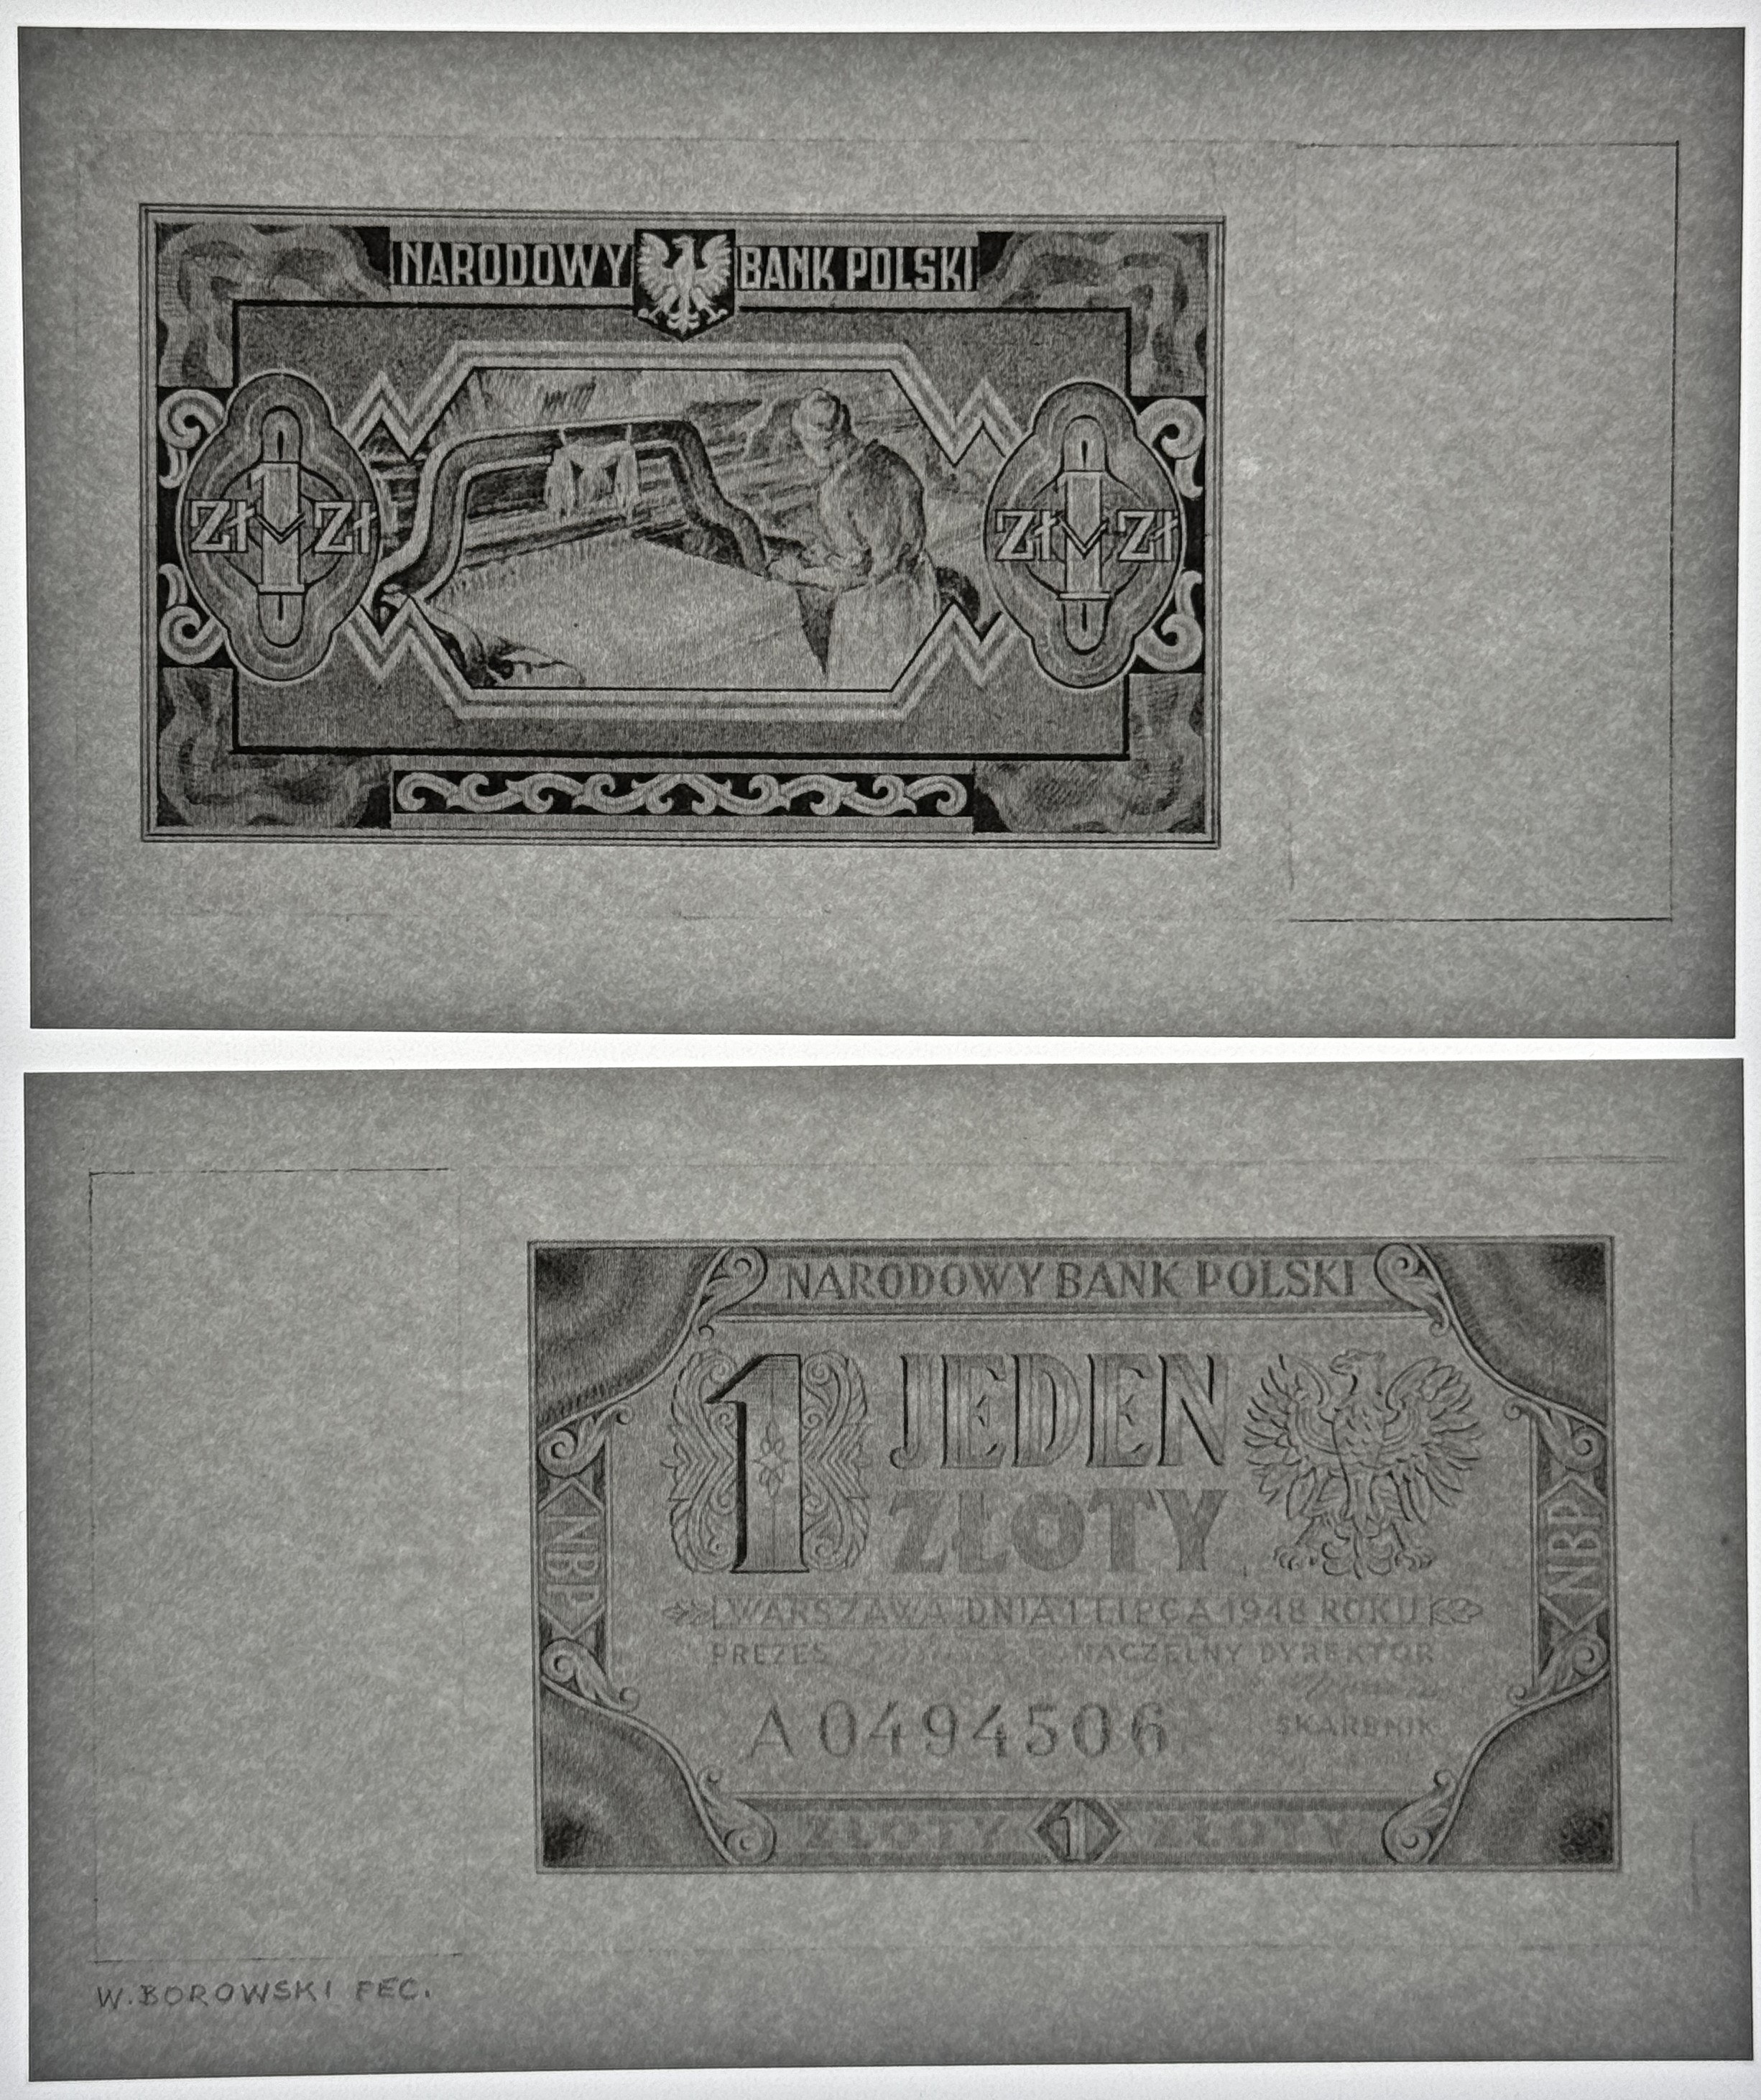 NARODOWY BANK POLSKI
Zł 1 Zł
Zł 1 Zł
NARODOWY BANK POLSKI
1 JEDEN
ZŁOTY
NBP
NBP
WARSZAWA DNIA 1 LIPCA 1948 ROKU
PREZES NACZELNY DYREKTOR
A 0494506
SKARBNIK
ZŁOTY 1 ZŁOTY
W. BOROWSKI FEC.